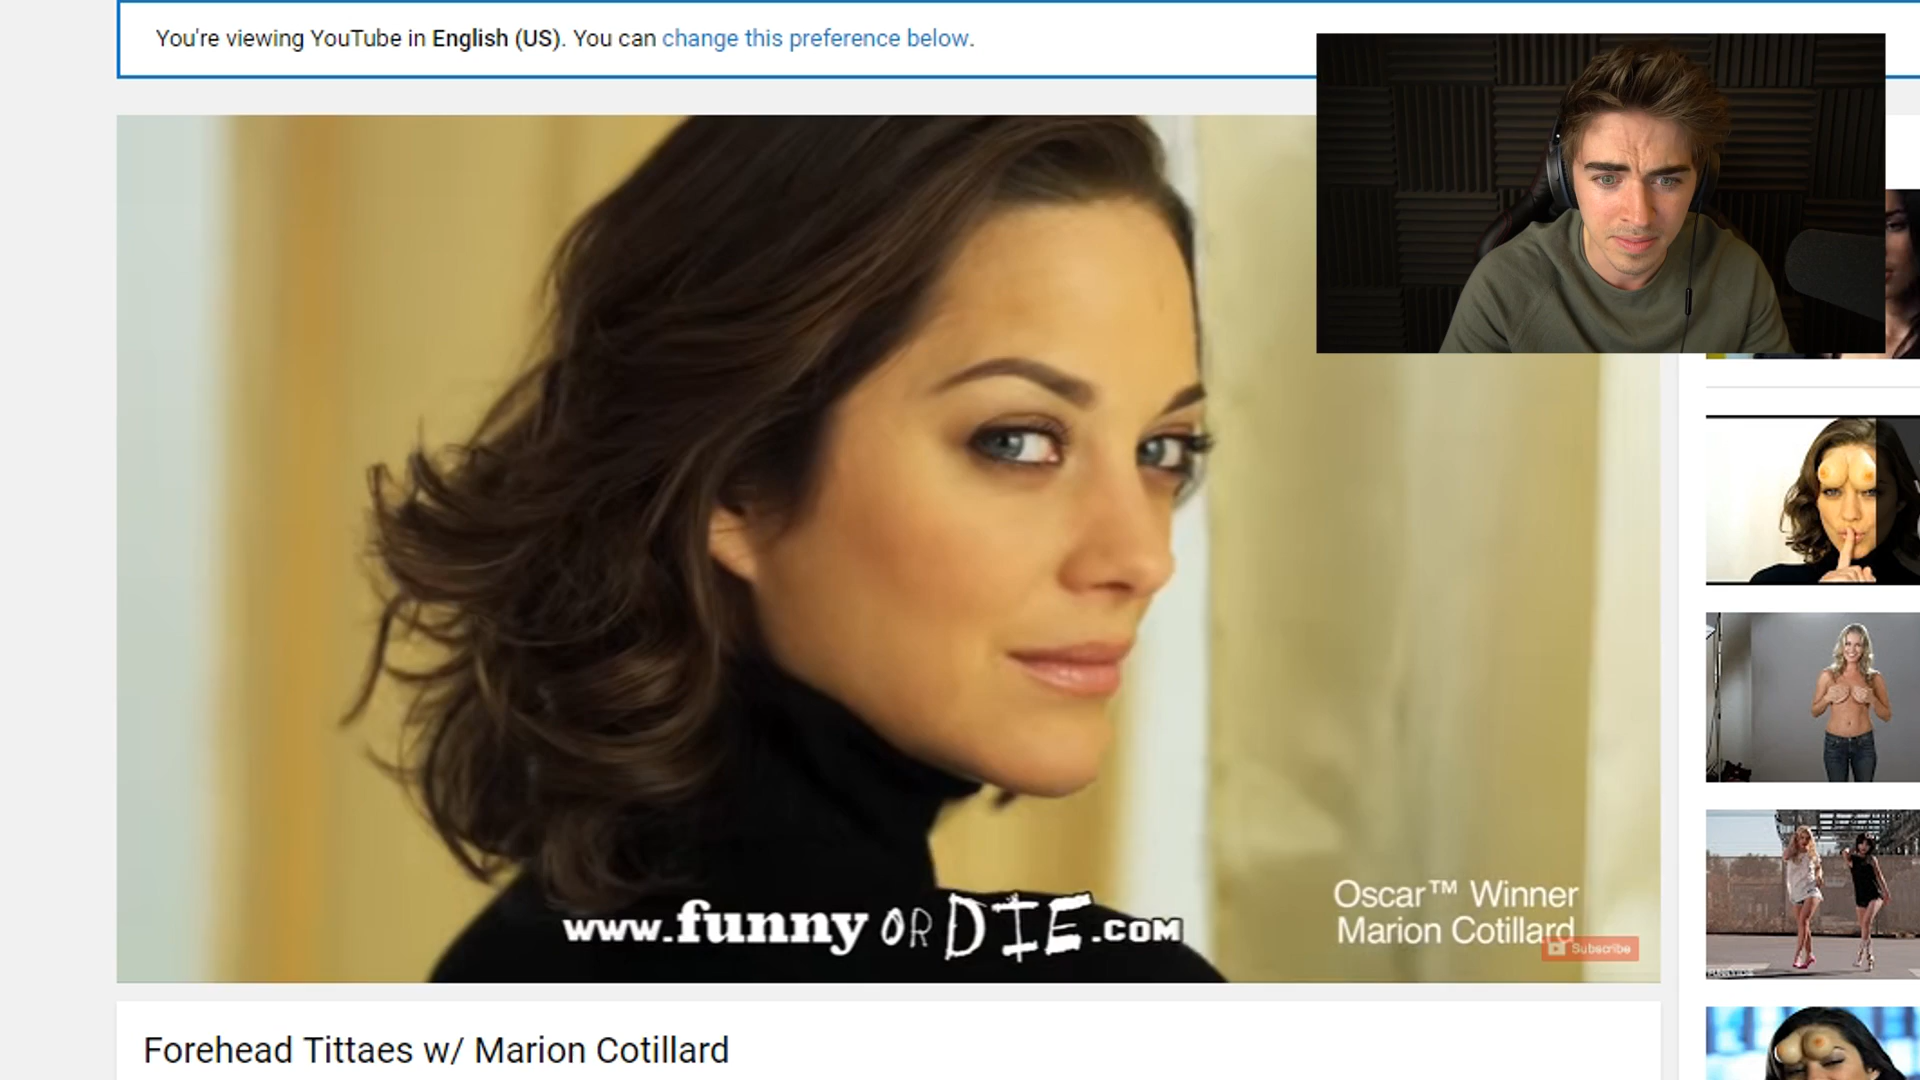 You're viewing YouTube in English (US). You can change this preference below.
www.funny OR DIE.COM
Oscar™ Winner
Marion Cotillard
Subscribe
Forehead Tittaes w/ Marion Cotillard